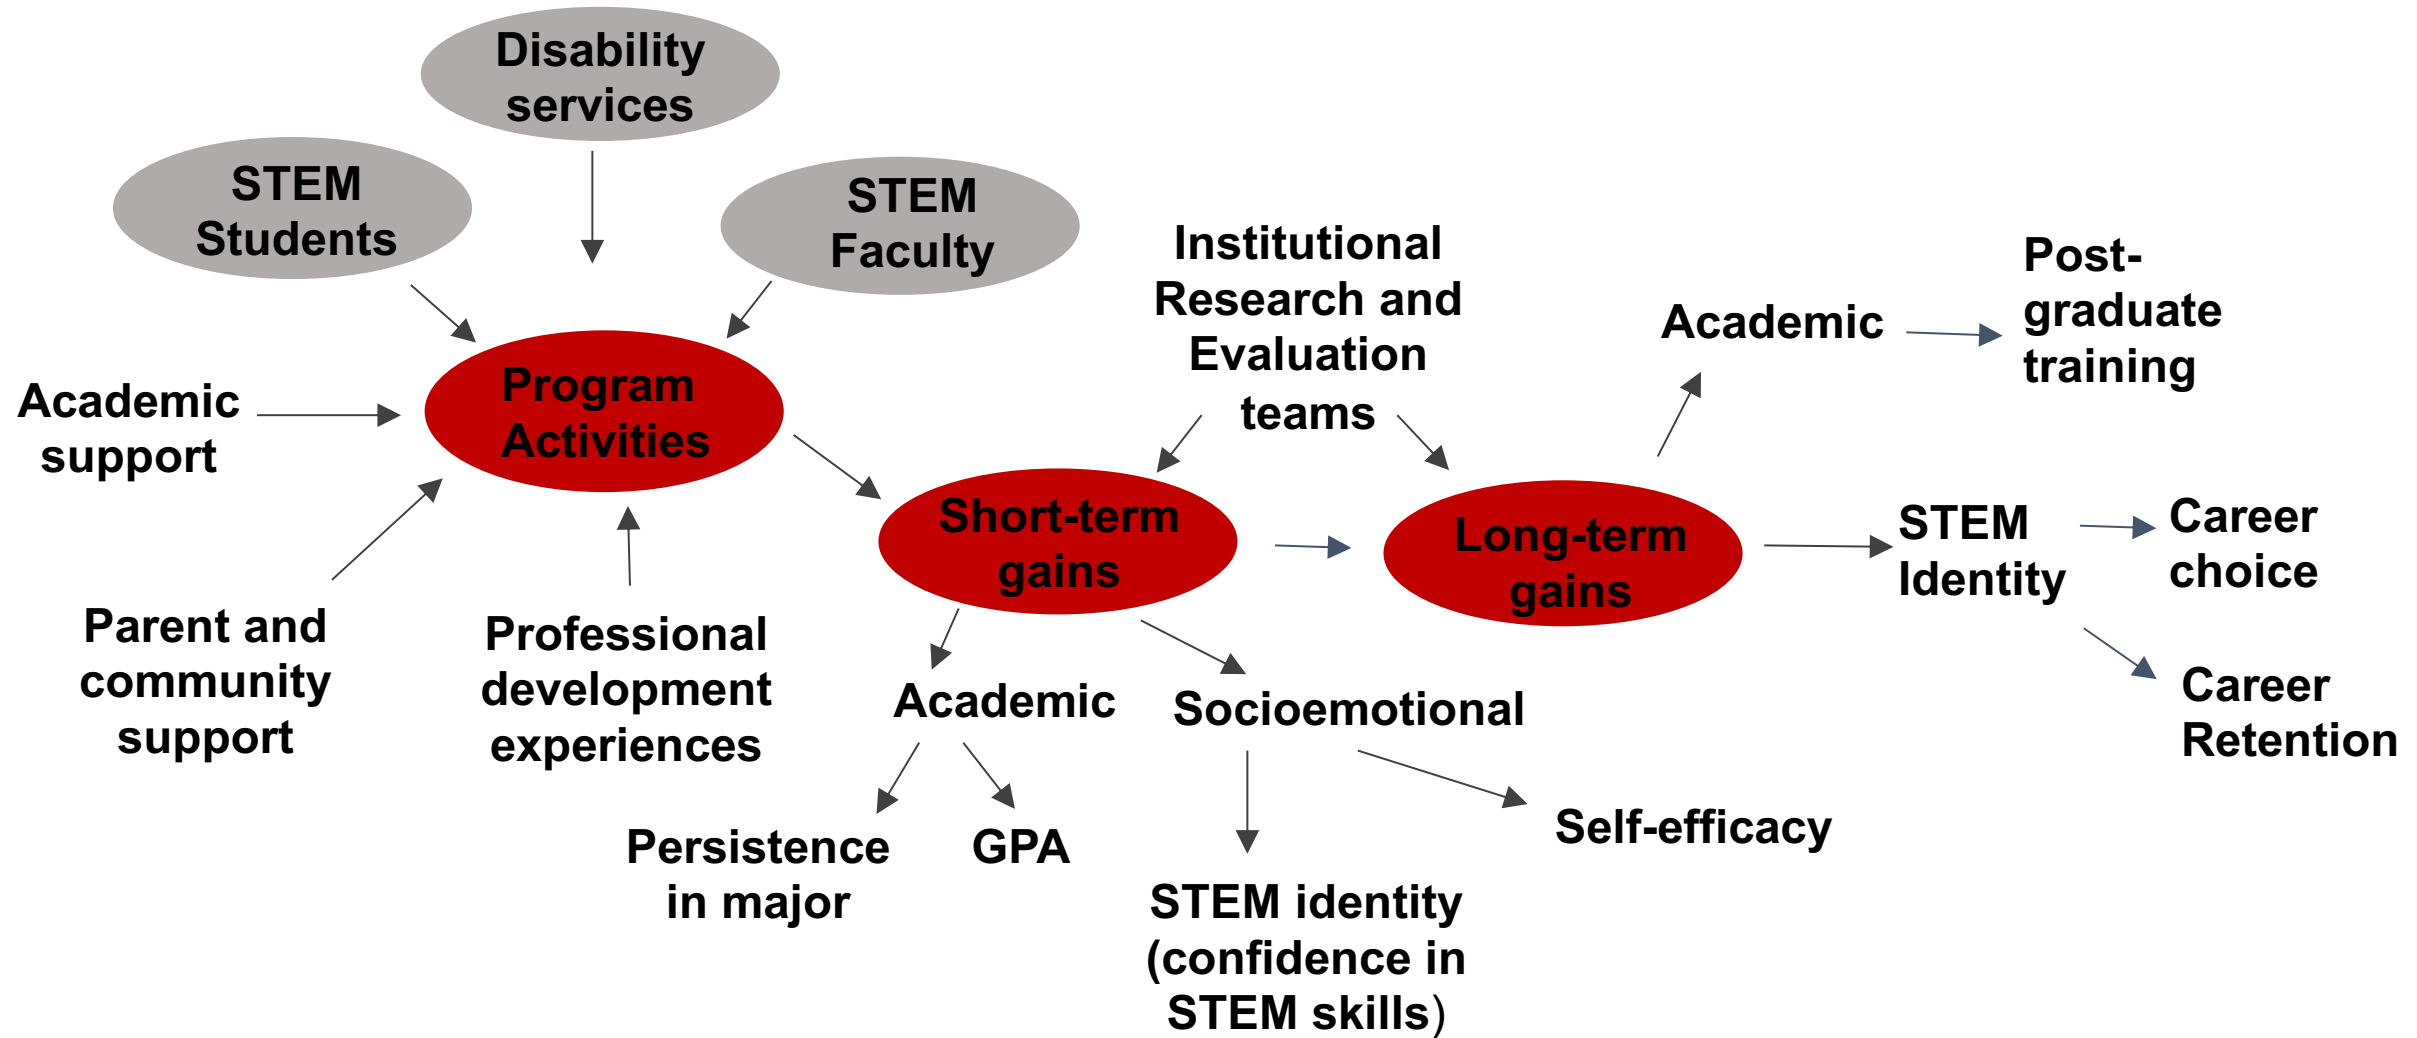 Disability
services
STEM
Students
STEM
Faculty
Academic
support
Program
Activities
Parent and
community
support
Professional
development
experiences
Institutional
Research and
Evaluation
teams
Short-term
gains
Long-term
gains
Academic
Post-
graduate
training
STEM
Identity
Career
choice
Career
Retention
Academic
Socioemotional
Persistence
in major
GPA
STEM identity
(confidence in
STEM skills)
Self-efficacy